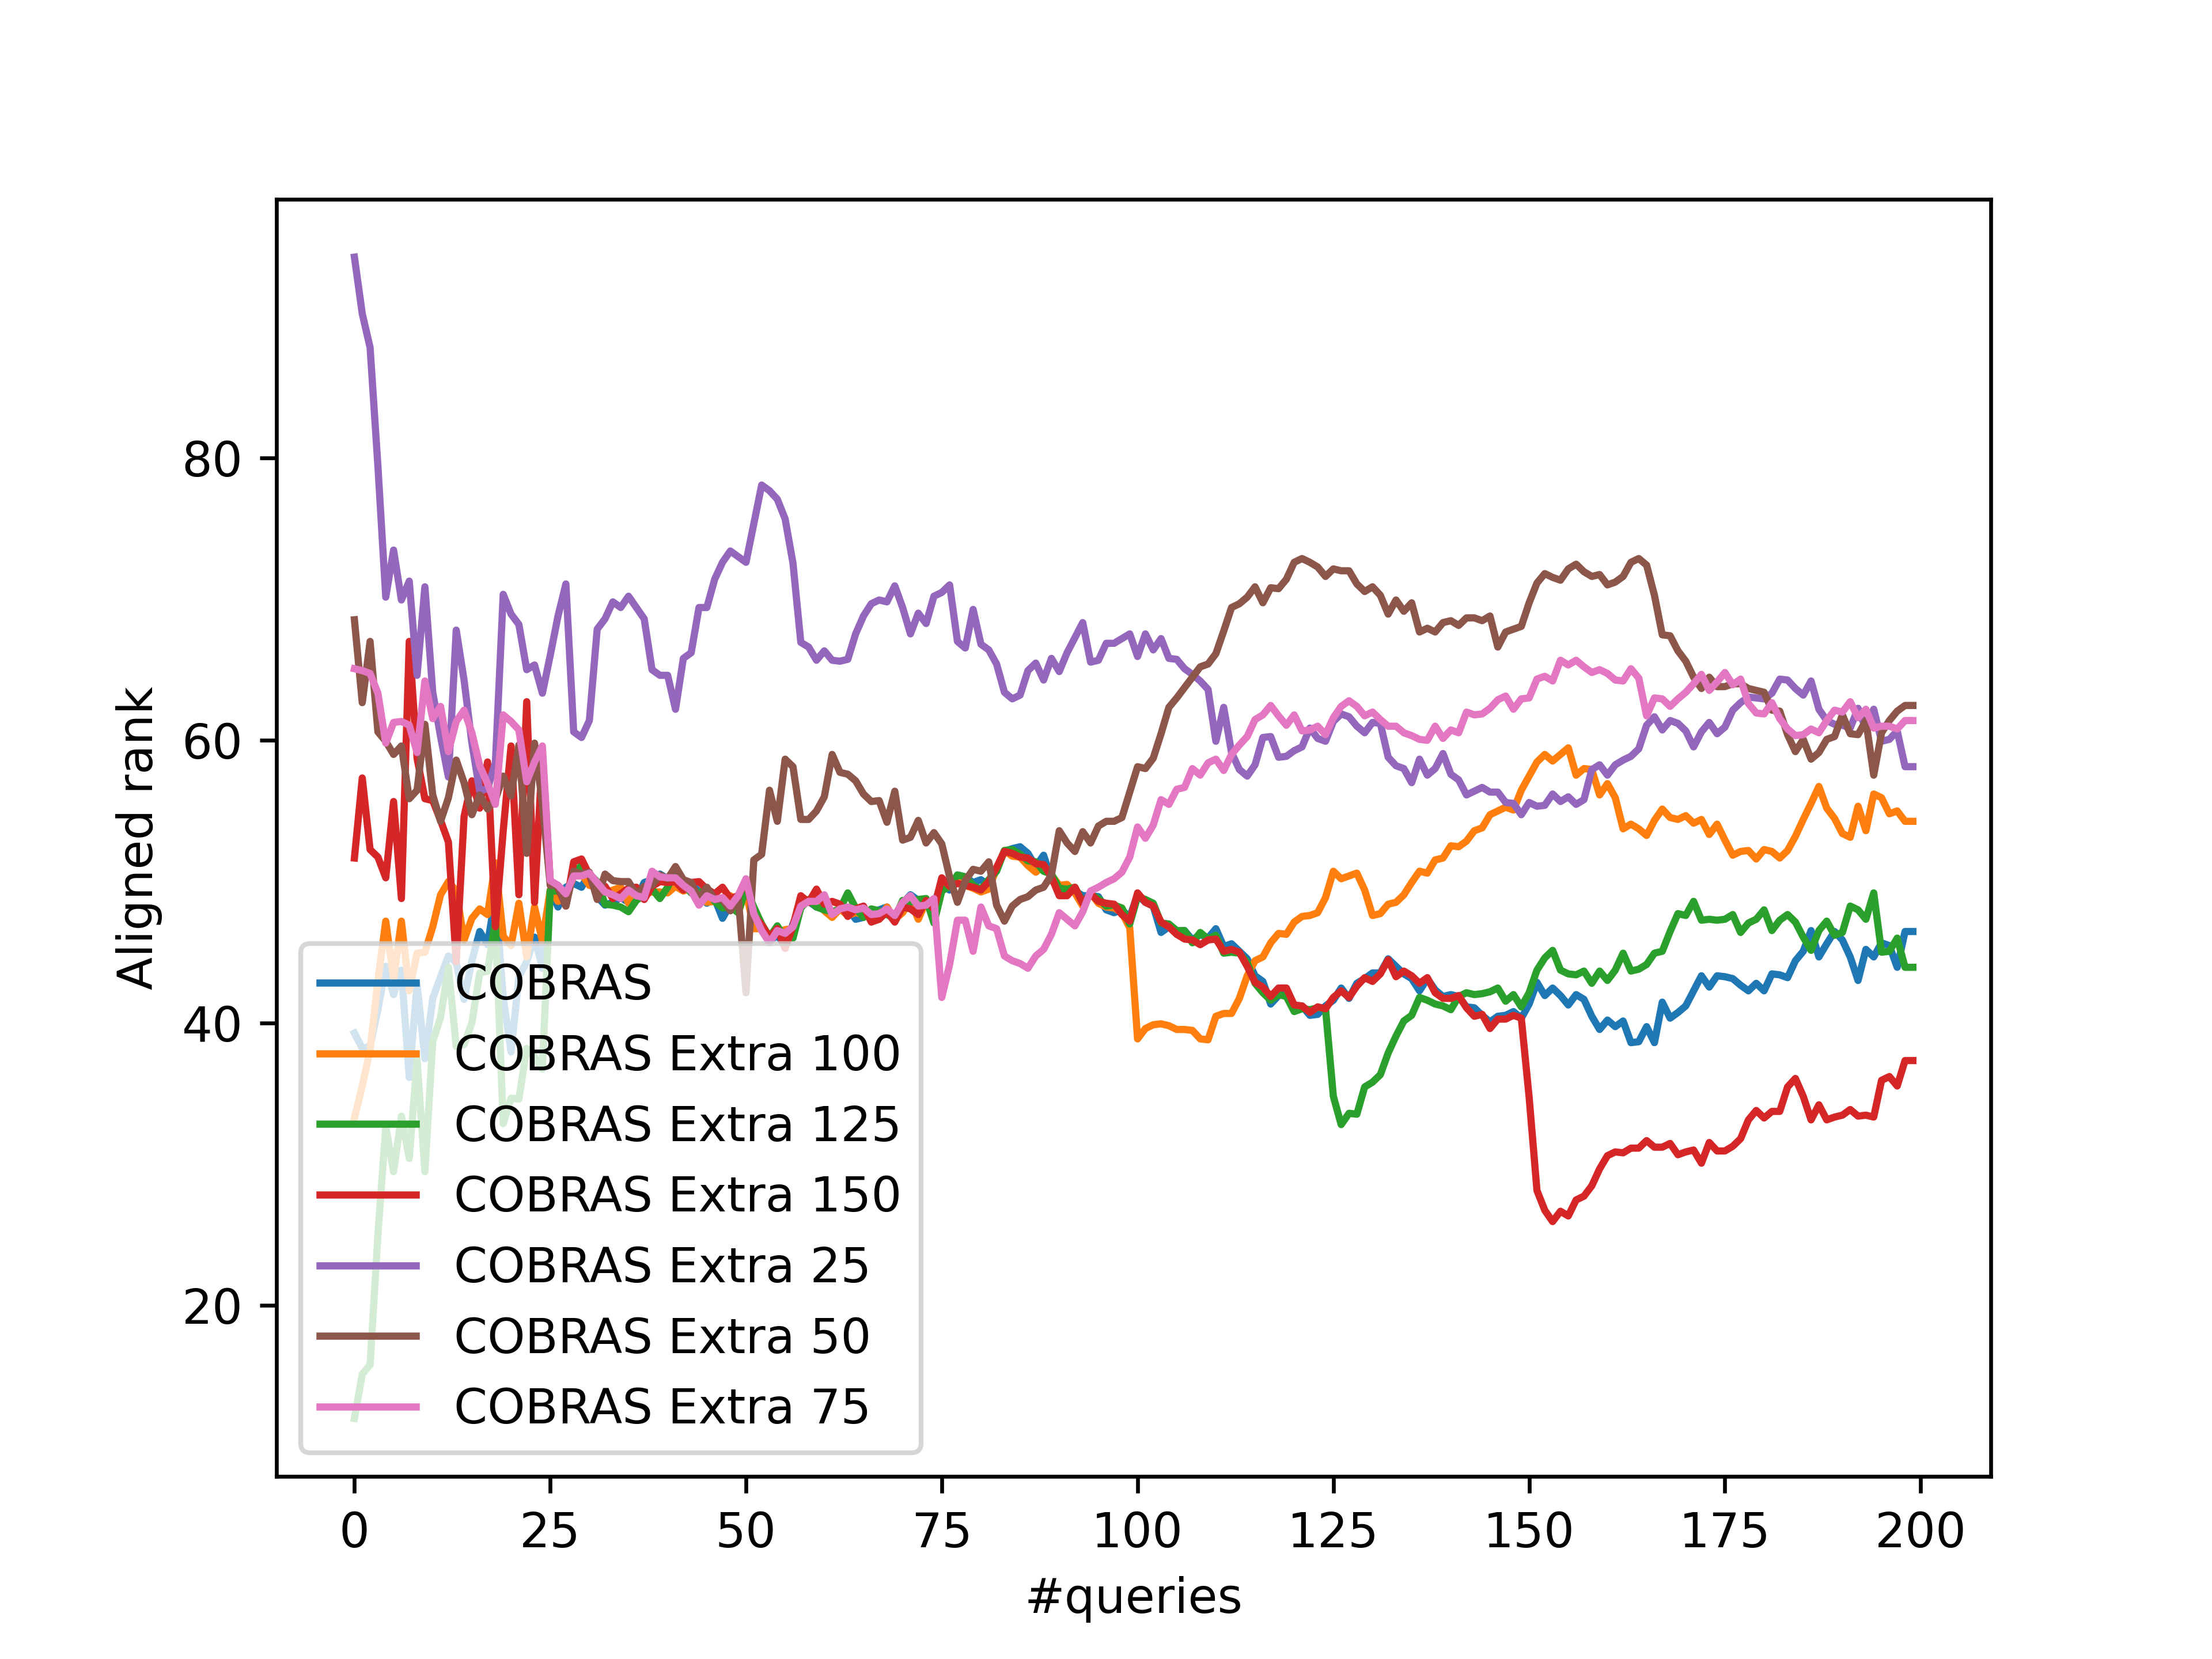 Aligned rank
80
60
40
20
COBRAS
COBRAS Extra 100
COBRAS Extra 125
COBRAS Extra 150
COBRAS Extra 25
COBRAS Extra 50
COBRAS Extra 75
0 25 50 75 100 125 150 175 200
#queries